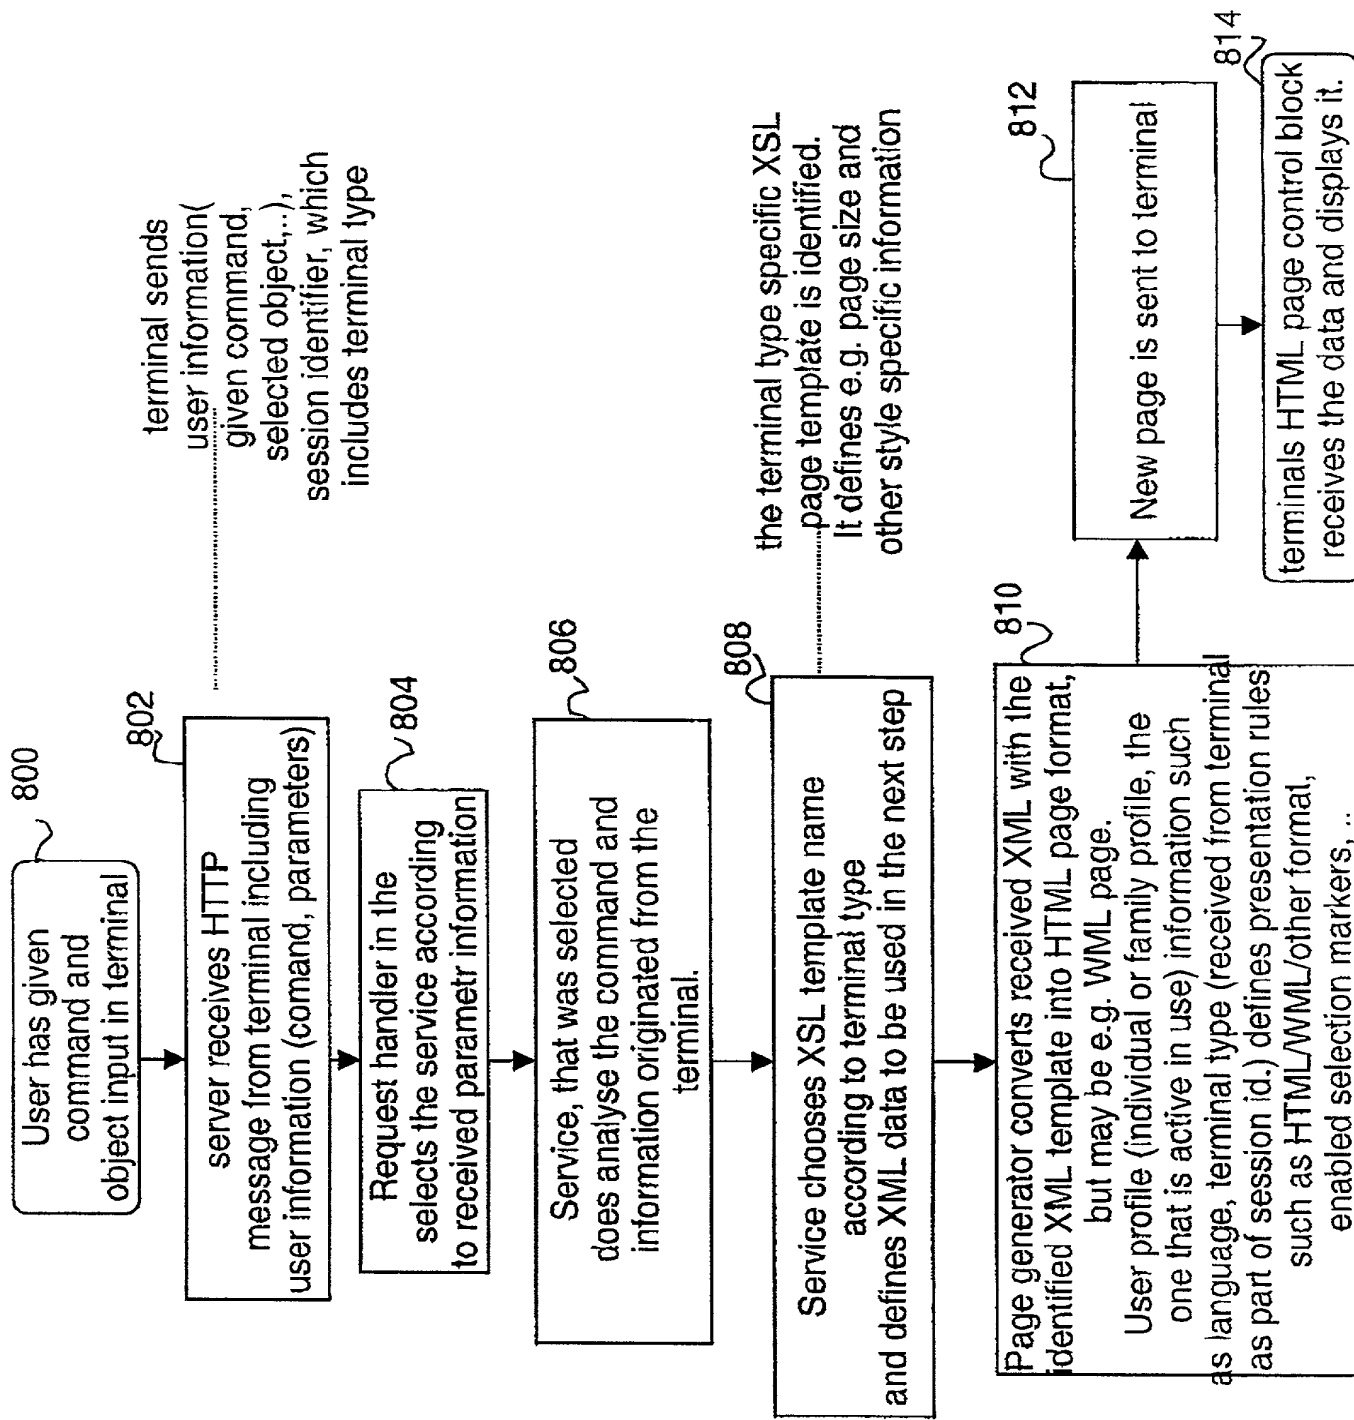 800
User has given
command and
object input in terminal
802
server receives HTTP
message from terminal including
user information (comand, parameters)
terminal sends
user information(
given command,
selected object,..),
session identifier, which
includes terminal type
804
Request hander in the
selects the service according
to received parametr information
806
Service, that was selected
does analyse the command and
information originated from the
terminal.
808
Service chooses XSL template name
according to terminal type
and defines XML data to be used in the next step
the terminal type specific XSL
page template is identified.
It defines e.g. page size and
other style specific information
810
Page generator converts received XML with the
identified XML template into HTML page format,
but may be e.g. WML page.
User profile (individual or family profile, the
one that is active in use) information such
as language, terminal type (received from terminal
as part of session id.) defines presentation rules
such as HTML/WML/other format,
enabled selection markers, ..
812
New page is sent to terminal
814
terminals HTML page control block
receives the data and displays it.